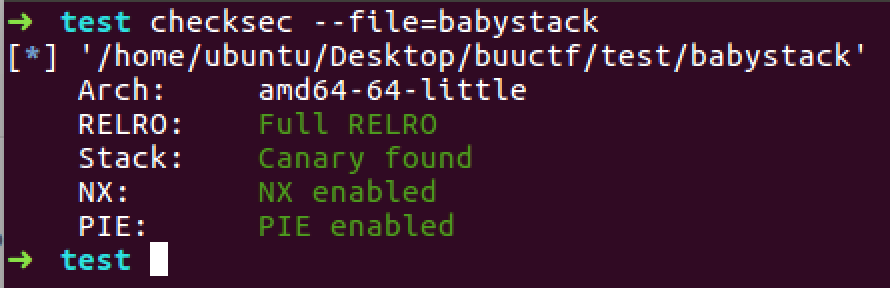 → test checksec --file=babystack
[*] '/home/ubuntu/Desktop/buuctf/test/babystack'
Arch: amd64-64-little
RELRO: Full RELRO
Stack: Canary found
NX: NX enabled
PIE: PIE enabled
→ test